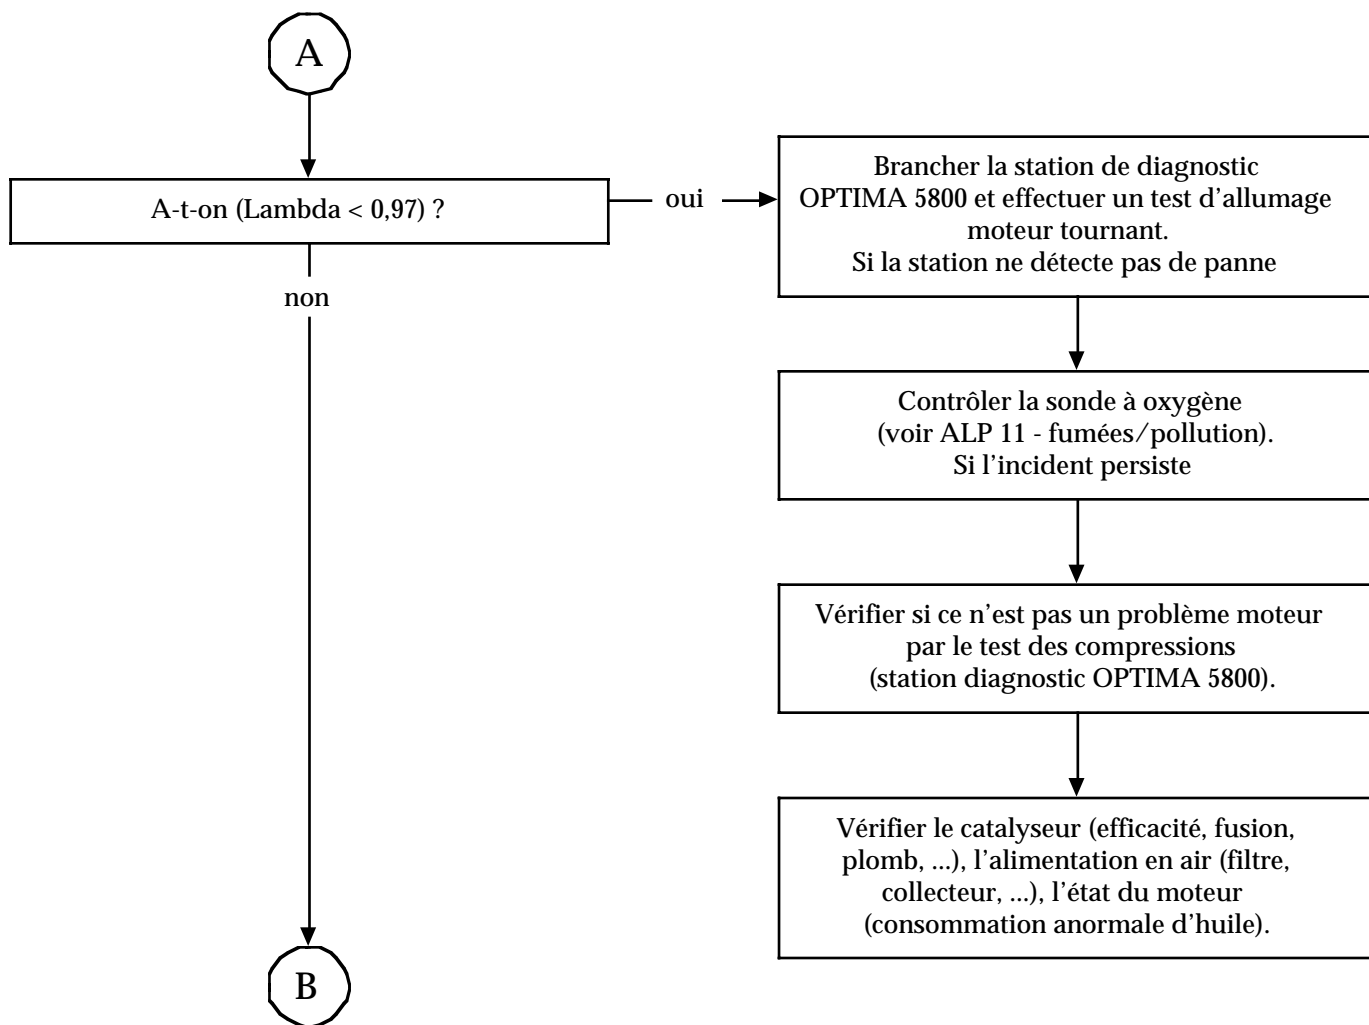 A
A-t-on (Lambda < 0,97) ?
oui
Brancher la station de diagnostic
OPTIMA 5800 et effectuer un test d’allumage
moteur tournant.
Si la station ne détecte pas de panne
non
Contrôler la sonde à oxygène
(voir ALP 11 - fumées/pollution).
Si l’incident persiste
Vérifier si ce n’est pas un problème moteur
par le test des compressions
(station diagnostic OPTIMA 5800).
Vérifier le catalyseur (efficacité, fusion,
plomb, ...), l’alimentation en air (filtre,
collecteur, ...), l’état du moteur
(consommation anormale d’huile).
B